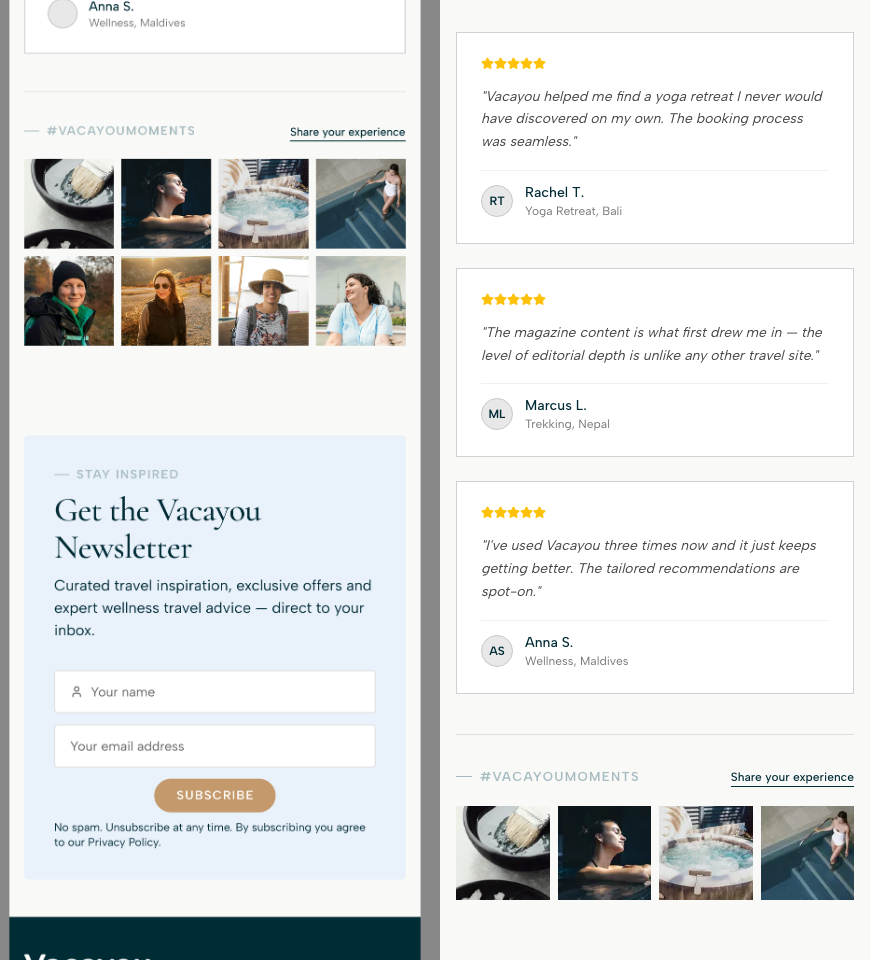 Anna S.
Wellness, Maldives
#VACAYOUMOMENTS
Share your experience
STAY INSPIRED
Get the Vacayou
Newsletter
Curated travel inspiration, exclusive offers and
expert wellness travel advice — direct to your
inbox.
Your name
Your email address
SUBSCRIBE
No spam. Unsubscribe at any time. By subscribing you agree
to our Privacy Policy.
"Vacayou helped me find a yoga retreat I never would
have discovered on my own. The booking process
was seamless."
RT
Rachel T.
Yoga Retreat, Bali
"The magazine content is what first drew me in — the
level of editorial depth is unlike any other travel site."
ML
Marcus L.
Trekking, Nepal
"I've used Vacayou three times now and it just keeps
getting better. The tailored recommendations are
spot-on."
AS
Anna S.
Wellness, Maldives
#VACAYOUMOMENTS
Share your experience